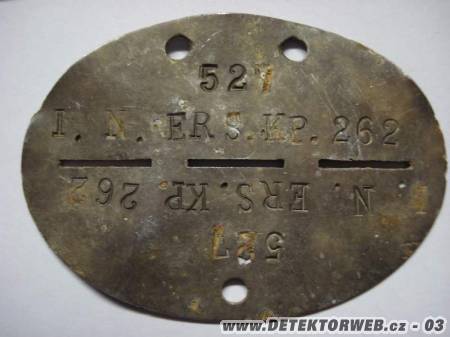 527
I. N. ERS.KP. 262
N. ERS. KP. 262
527
www.DETEKTORWEB.cz - 03